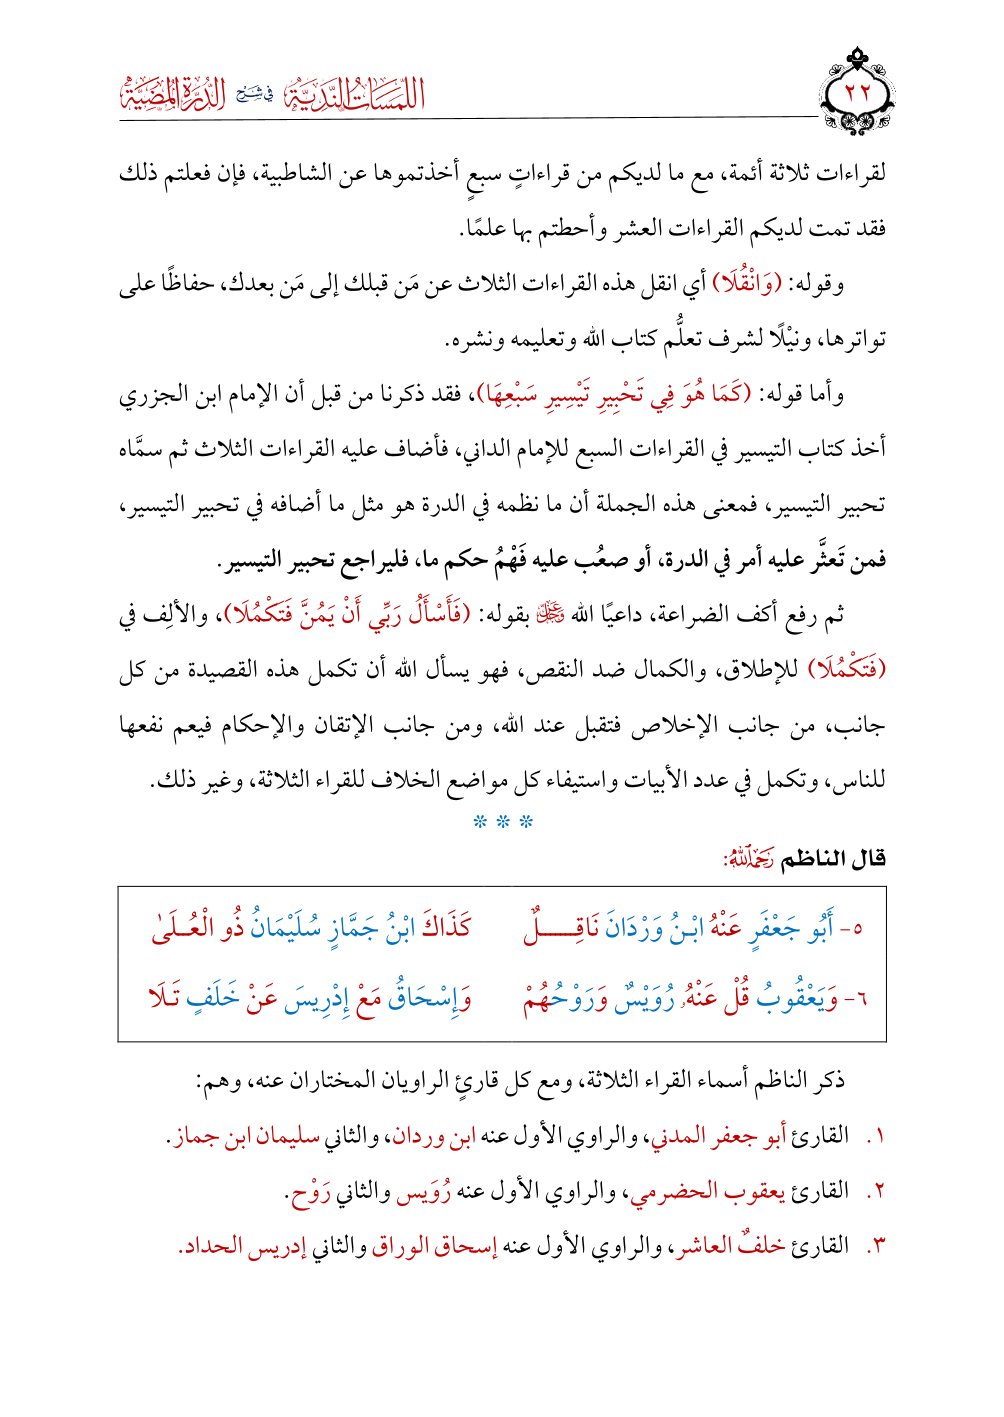 ٢٢
اللمسات الندية في شرح الدرة المضية
لقراءات ثلاثة أئمة، مع ما لديكم من قراءاتٍ سبعٍ أخذتموها عن الشاطبية، فإن فعلتم ذلك
فقد تمت لديكم القراءات العشر وأحطتم بها علمًا.
وقوله: (وَانْقُلَا) أي انقل هذه القراءات الثلاث عن مَن قبلك إلى مَن بعدك، حفاظًا على
تواترها، ونيْلًا لشرف تعلُّم كتاب الله وتعليمه ونشره.
وأما قوله: (كَمَا هُوَ فِي تَحْبِيرِ تَيْسِيرِ سَبْعِهَا)، فقد ذكرنا من قبل أن الإمام ابن الجزري
أخذ كتاب التيسير في القراءات السبع للإمام الداني، فأضاف عليه القراءات الثلاث ثم سمَّاه
تحبير التيسير، فمعنى هذه الجملة أن ما نظمه في الدرة هو مثل ما أضافه في تحبير التيسير،
فمن تَعثَّر عليه أمر في الدرة، أو صعُب عليه فَهْمُ حكم ما، فليراجع تحبير التيسير.
ثم رفع أكف الضراعة، داعيًا الله عَزَّوَجَلَّ بقوله: (فَأَسْأَلُ رَبِّي أَنْ يَمُنَّ فَتَكْمُلَا)، والألِف في
(فَتَكْمُلَا) للإطلاق، والكمال ضد النقص، فهو يسأل الله أن تكمل هذه القصيدة من كل
جانب، من جانب الإخلاص فتقبل عند الله، ومن جانب الإتقان والإحكام فيعم نفعها
للناس، وتكمل في عدد الأبيات واستيفاء كل مواضع الخلاف للقراء الثلاثة، وغير ذلك.
* * *
قال الناظم رَحِمَهُ اللَّهُ:
٥- أَبُو جَعْفَرٍ عَنْهُ ابْنُ وَرْدَانَ نَاقِـــــلٌ كَذَاكَ ابْنُ جَمَّازٍ سُلَيْمَانُ ذُو الْعُــلَىٰ
٦- وَيَعْقُوبُ قُلْ عَنْهُۥ رُوَيْسٌ وَرَوْحُهُمْ وَإِسْحَاقُ مَعْ إِدْرِيسَ عَنْ خَلَفٍ تَـلَا
ذكر الناظم أسماء القراء الثلاثة، ومع كل قارئٍ الراويان المختاران عنه، وهم:
١. القارئ أبو جعفر المدني، والراوي الأول عنه ابن وردان، والثاني سليمان ابن جماز.
٢. القارئ يعقوب الحضرمي، والراوي الأول عنه رُوَيس والثاني رَوْح.
٣. القارئ خلفٌ العاشر، والراوي الأول عنه إسحاق الوراق والثاني إدريس الحداد.